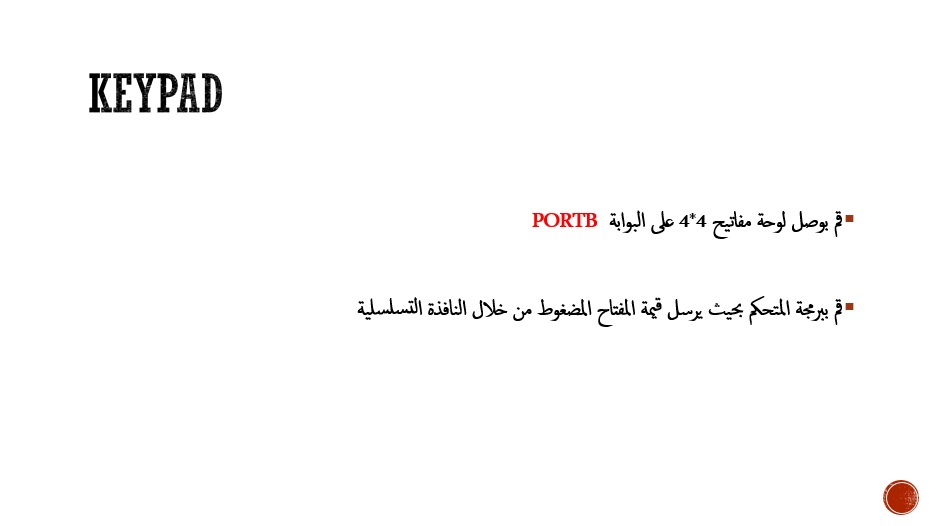 KEYPAD
قم بوصل لوحة مفاتيح 4*4 على البوابة PORTB
قم ببرمجة المتحكم بحيث يرسل قيمة المفتاح المضغوط من خلال النافذة التسلسلية